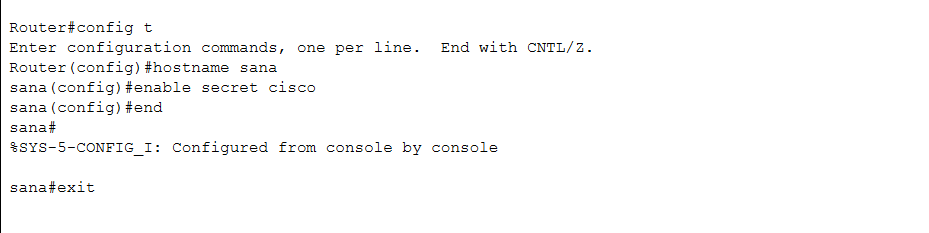 Router#config t
Enter configuration commands, one per line.  End with CNTL/Z.
Router(config)#hostname sana
sana(config)#enable secret cisco
sana(config)#end
sana#
%SYS-5-CONFIG_I: Configured from console by console
sana#exit